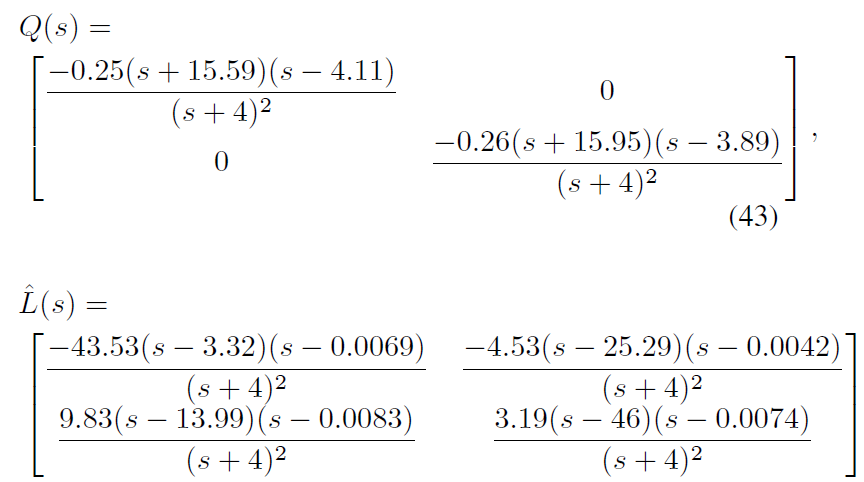 Q(s) =
−0.25(s + 15.59)(s − 4.11)
(s + 4)²
0
0
−0.26(s + 15.95)(s − 3.89)
(s + 4)²
,
(43)
L̂(s) =
−43.53(s − 3.32)(s − 0.0069)
(s + 4)²
−4.53(s − 25.29)(s − 0.0042)
(s + 4)²
9.83(s − 13.99)(s − 0.0083)
(s + 4)²
3.19(s − 46)(s − 0.0074)
(s + 4)²